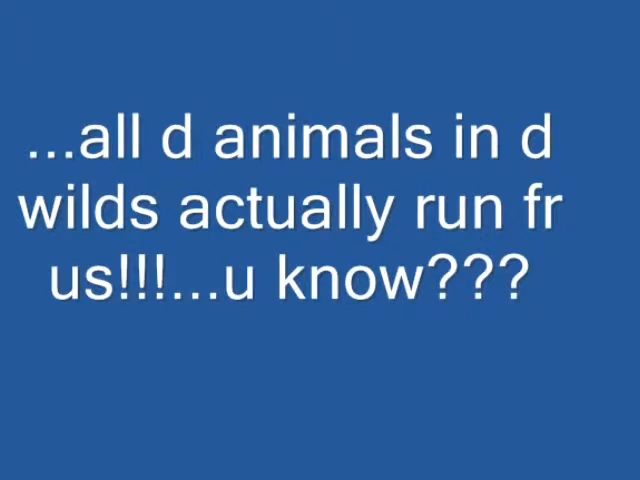 ...all d animals in d
wilds actually run fr
us!!!...u know???